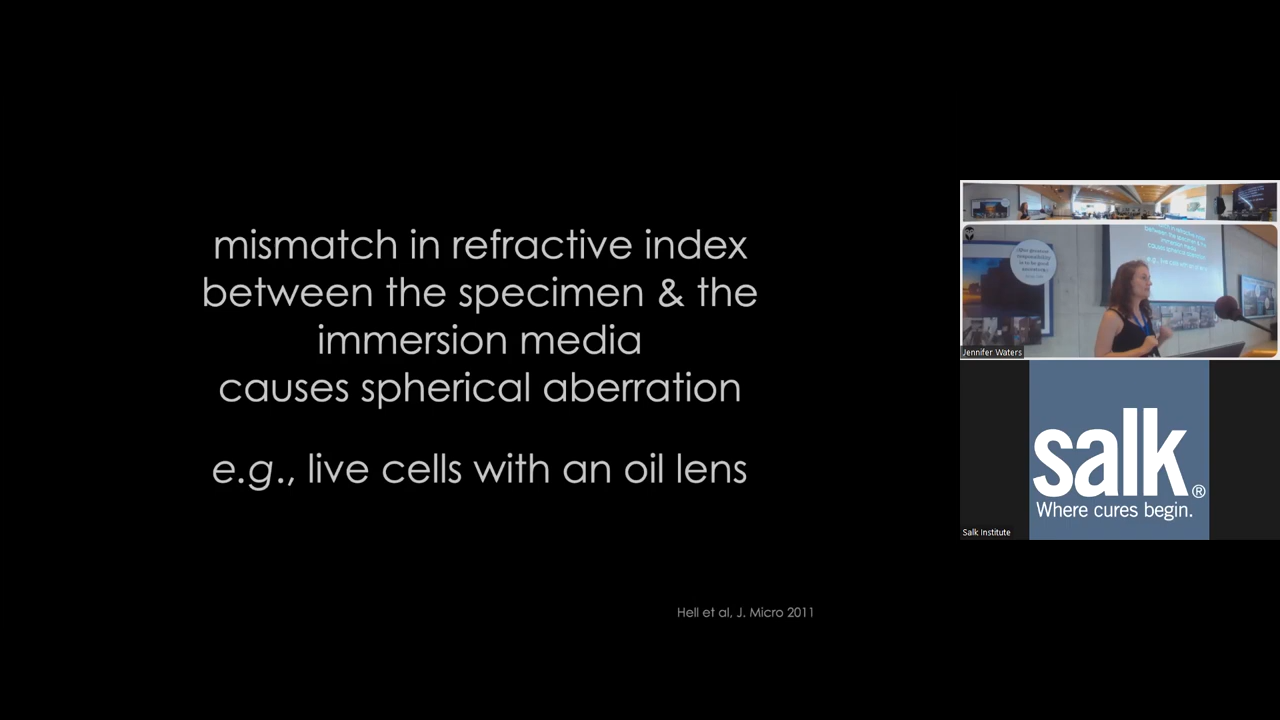 mismatch in refractive index
between the specimen & the
immersion media
causes spherical aberration
e.g., live cells with an oil lens
Hell et al, J. Micro 2011
Jennifer Waters
salk®
Where cures begin.
Salk Institute